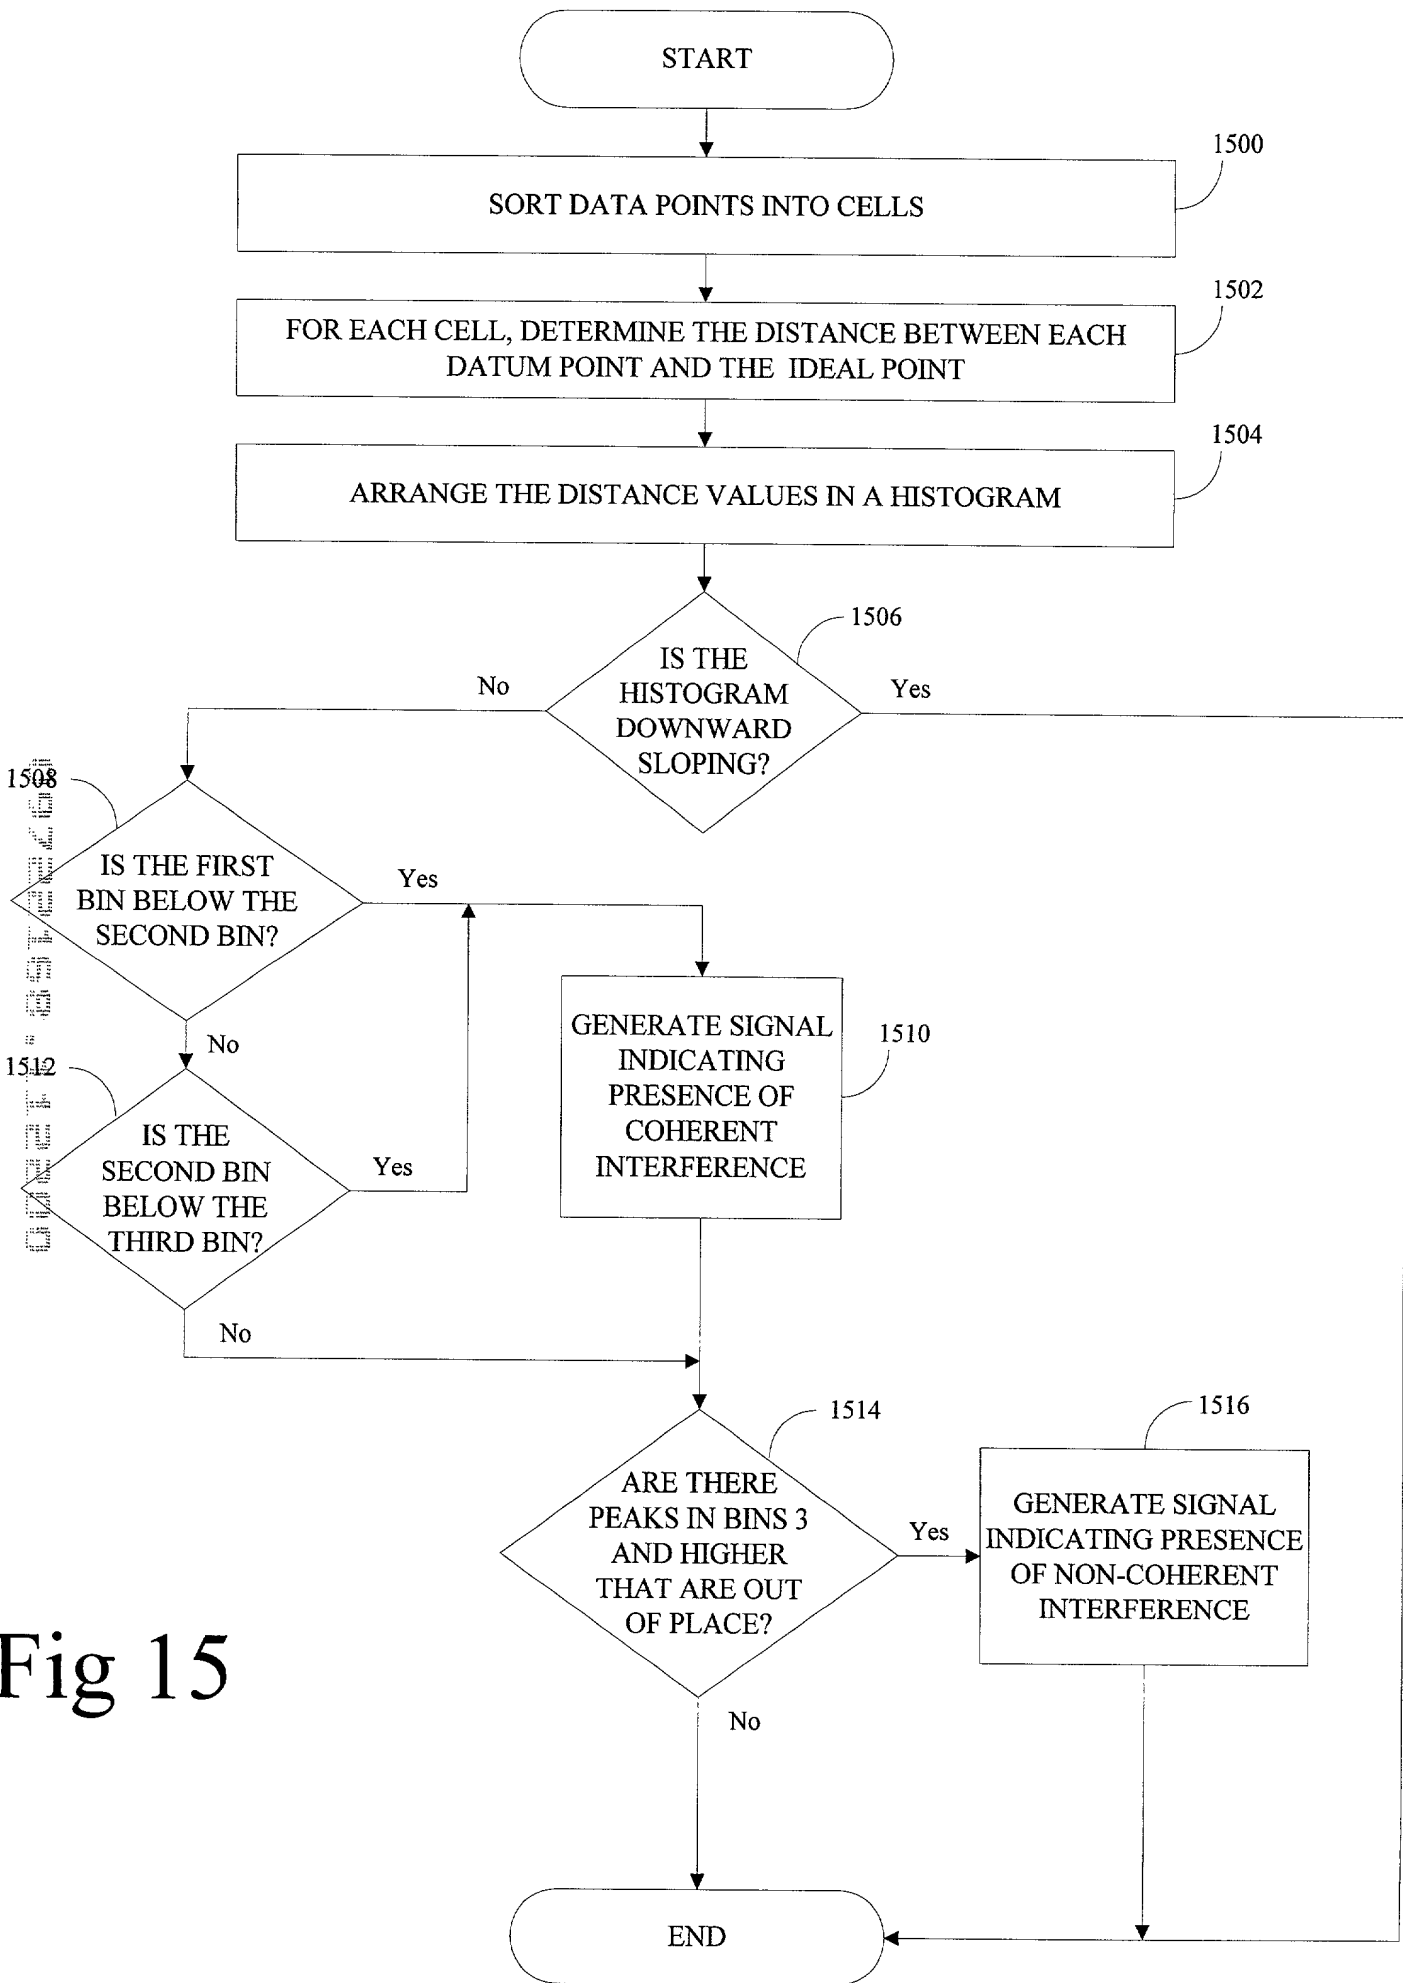 START
1500
SORT DATA POINTS INTO CELLS
1502
FOR EACH CELL, DETERMINE THE DISTANCE BETWEEN EACH
DATUM POINT AND THE IDEAL POINT
1504
ARRANGE THE DISTANCE VALUES IN A HISTOGRAM
1506
IS THE
HISTOGRAM
DOWNWARD
SLOPING?
No
Yes
1508
IS THE FIRST
BIN BELOW THE
SECOND BIN?
Yes
No
1510
GENERATE SIGNAL
INDICATING
PRESENCE OF
COHERENT
INTERFERENCE
1512
IS THE
SECOND BIN
BELOW THE
THIRD BIN?
Yes
No
1514
ARE THERE
PEAKS IN BINS 3
AND HIGHER
THAT ARE OUT
OF PLACE?
Yes
No
1516
GENERATE SIGNAL
INDICATING PRESENCE
OF NON-COHERENT
INTERFERENCE
Fig 15
END